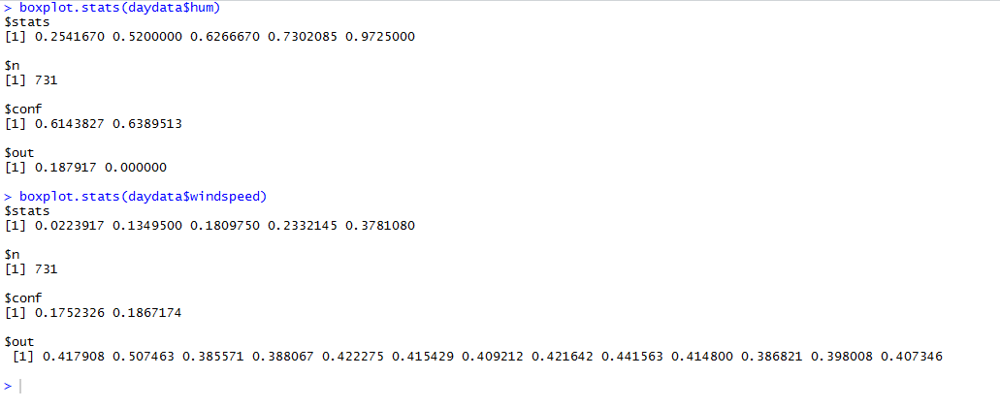 > boxplot.stats(daydata$hum)
$stats
[1] 0.2541670 0.5200000 0.6266670 0.7302085 0.9725000
$n
[1] 731
$conf
[1] 0.6143827 0.6389513
$out
[1] 0.187917 0.000000
> boxplot.stats(daydata$windspeed)
$stats
[1] 0.0223917 0.1349500 0.1809750 0.2332145 0.3781080
$n
[1] 731
$conf
[1] 0.1752326 0.1867174
$out
[1] 0.417908 0.507463 0.385571 0.388067 0.422275 0.415429 0.409212 0.421642 0.441563 0.414800 0.386821 0.398008 0.407346
>